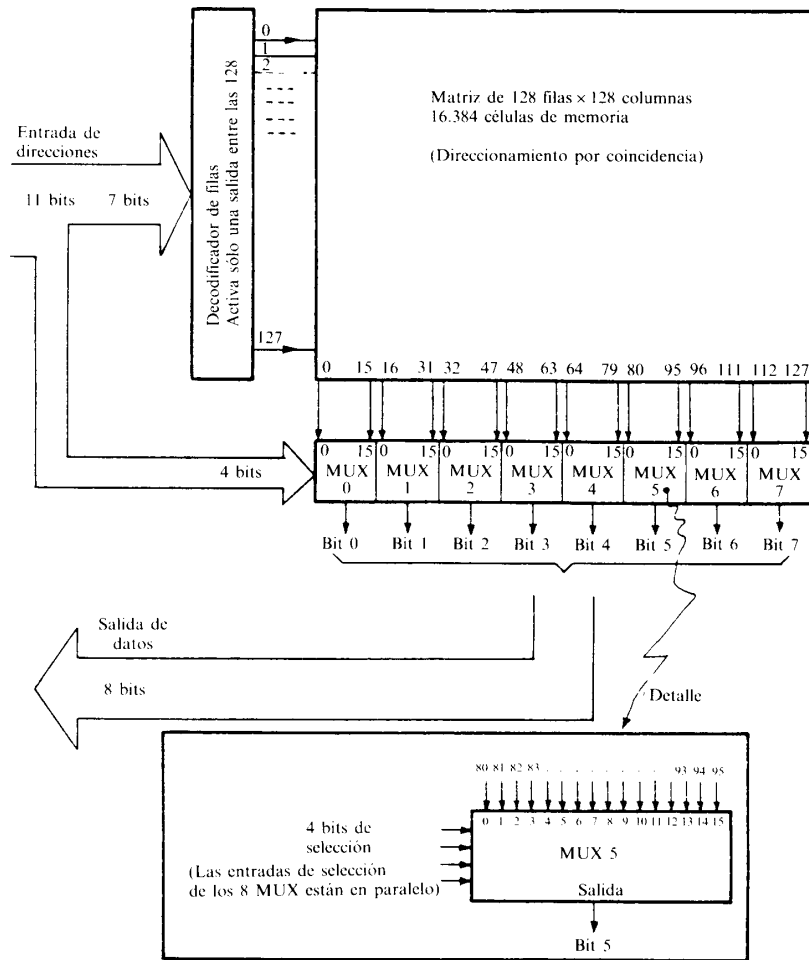 0
1
2
Matriz de 128 filas × 128 columnas
16.384 células de memoria
(Direccionamiento por coincidencia)
Entrada de
direcciones
11 bits 7 bits
Decodificador de filas
Activa sólo una salida entre las 128
127
0 15 16 31 32 47 48 63 64 79 80 95 96 111 112 127
0 15 0 15 0 15 0 15 0 15 0 15 0 15 0 15
4 bits
MUX MUX MUX MUX MUX MUX MUX MUX
0 1 2 3 4 5 6 7
Bit 0 Bit 1 Bit 2 Bit 3 Bit 4 Bit 5 Bit 6 Bit 7
Salida de
datos
8 bits
Detalle
80 81 82 83 . . . . . . . . . 93 94 95
0 1 2 3 4 5 6 7 8 9 10 11 12 13 14 15
4 bits de
selección
(Las entradas de selección
de los 8 MUX están en paralelo)
MUX 5
Salida
Bit 5